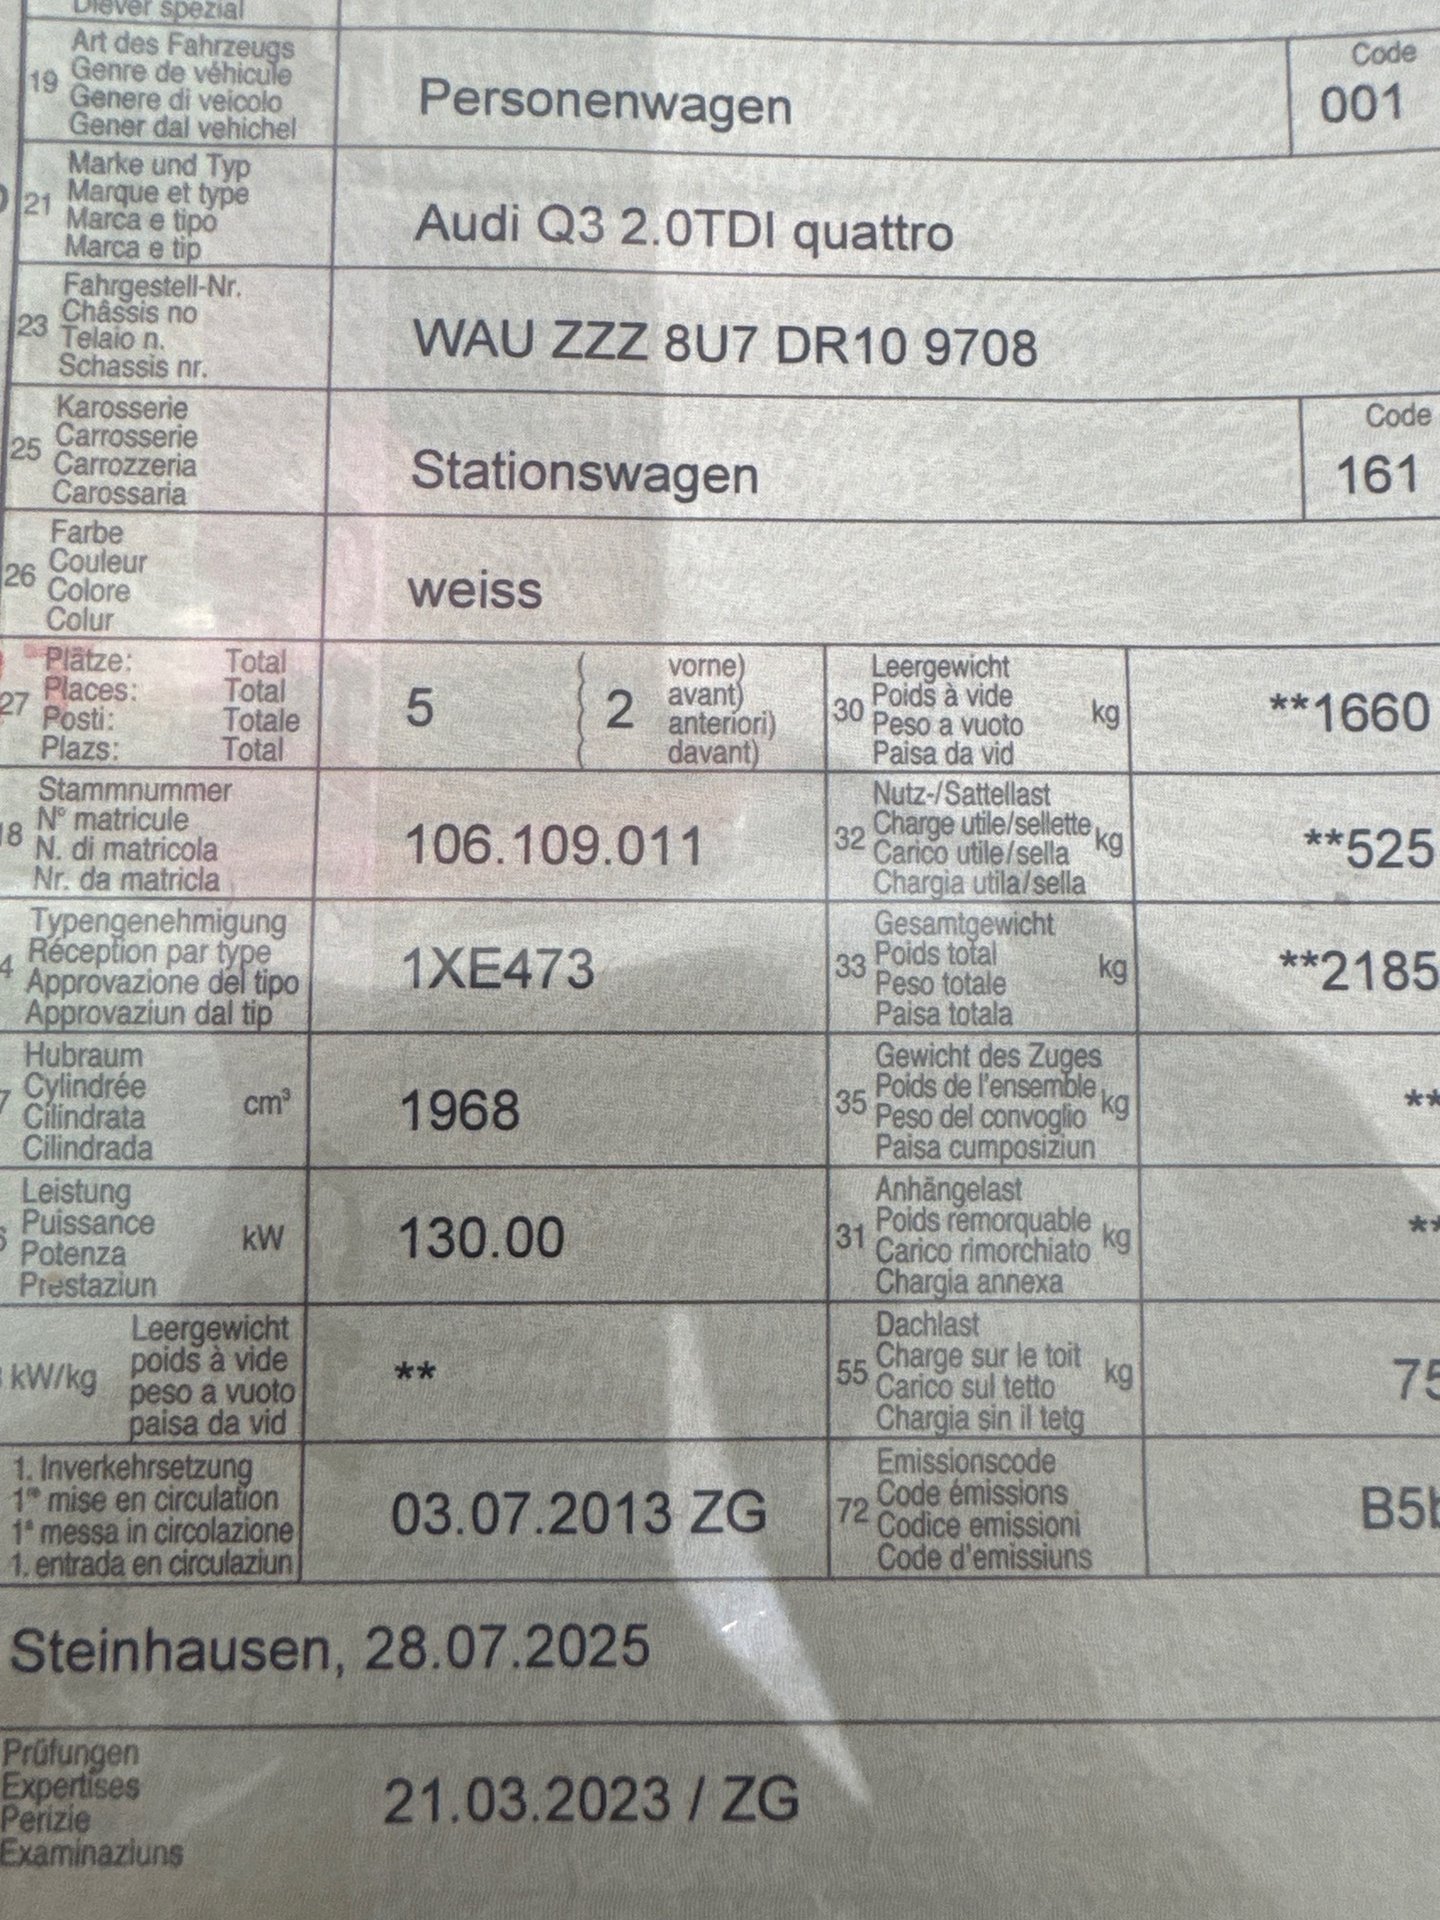 Diever spezial
19 Art des Fahrzeugs
Genre de véhicule
Genere di veicolo
Gener dal vehichel
Personenwagen
Code
001
21 Marke und Typ
Marque et type
Marca e tipo
Marca e tip
Audi Q3 2.0TDI quattro
23 Fahrgestell-Nr.
Châssis no
Telaio n.
Schassis nr.
WAU ZZZ 8U7 DR10 9708
25 Karosserie
Carrosserie
Carrozzeria
Carossaria
Stationswagen
Code
161
26 Farbe
Couleur
Colore
Colur
weiss
27 Plätze: Total
Places: Total
Posti: Totale
Plazs: Total
5 ( 2 vorne)
avant)
anteriori)
davant)
30 Leergewicht
Poids à vide
Peso a vuoto
Paisa da vid
kg
**1660
18 Stammnummer
N° matricule
N. di matricola
Nr. da matricla
106.109.011
32 Nutz-/Sattellast
Charge utile/sellette
Carico utile/sella
Chargia utila/sella
kg
**525
4 Typengenehmigung
Réception par type
Approvazione del tipo
Approvaziun dal tip
1XE473
33 Gesamtgewicht
Poids total
Peso totale
Paisa totala
kg
**2185
7 Hubraum
Cylindrée
Cilindrata
Cilindrada
cm³
1968
35 Gewicht des Zuges
Poids de l'ensemble
Peso del convoglio
Paisa cumposiziun
kg
**
6 Leistung
Puissance
Potenza
Prestaziun
kW
130.00
31 Anhängelast
Poids remorquable
Carico rimorchiato
Chargia annexa
kg
**
kW/kg
Leergewicht
poids à vide
peso a vuoto
paisa da vid
**
55 Dachlast
Charge sur le toit
Carico sul tetto
Chargia sin il tetg
kg
75
1. Inverkehrsetzung
1re mise en circulation
1a messa in circolazione
1. entrada en circulaziun
03.07.2013 ZG
72 Emissionscode
Code émissions
Codice emissioni
Code d'emissiuns
B5b
Steinhausen, 28.07.2025
Prüfungen
Expertises
Perizie
Examinaziuns
21.03.2023 / ZG